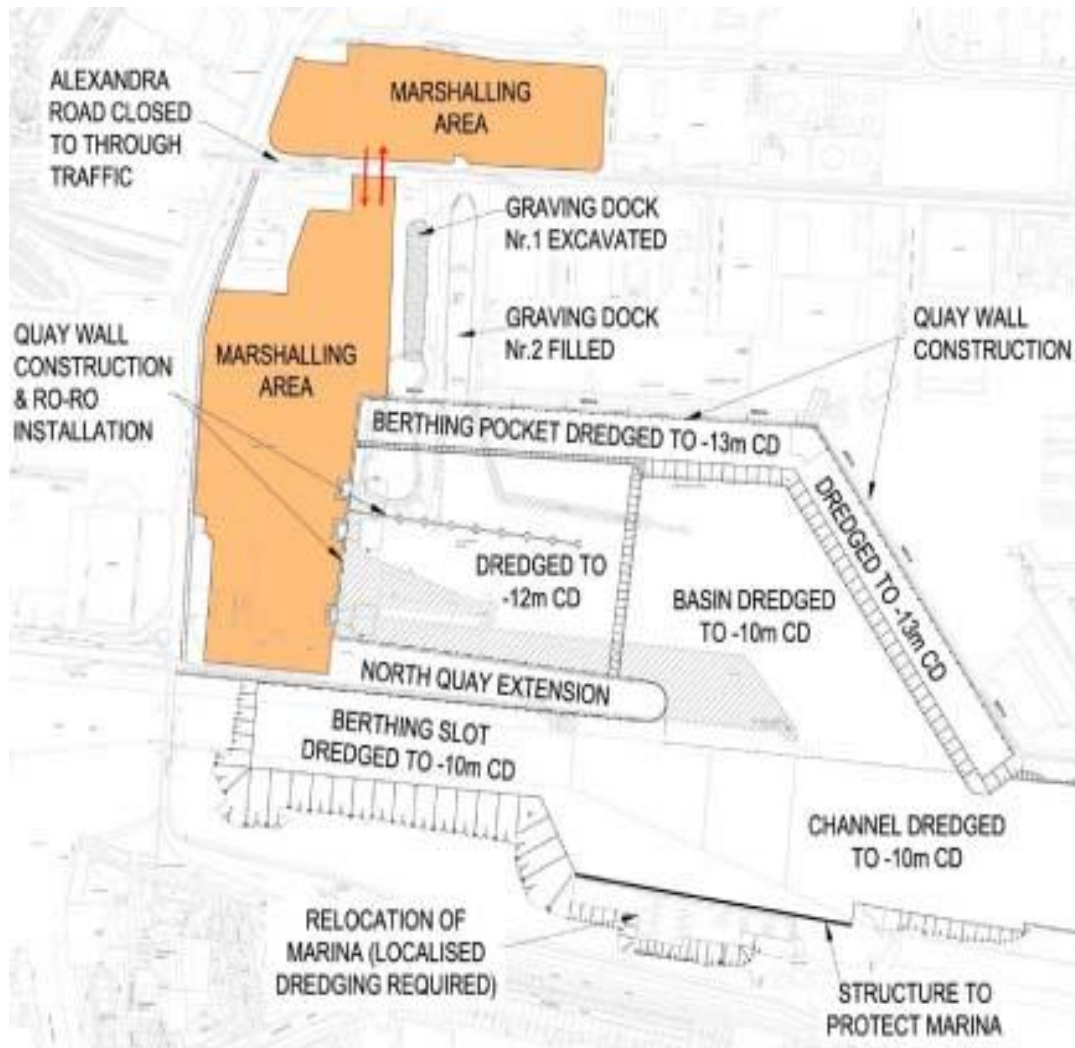 ALEXANDRA
ROAD CLOSED
TO THROUGH
TRAFFIC
MARSHALLING
AREA
GRAVING DOCK
Nr.1 EXCAVATED
GRAVING DOCK
Nr.2 FILLED
QUAY WALL
CONSTRUCTION
QUAY WALL
CONSTRUCTION
& RO-RO
INSTALLATION
MARSHALLING
AREA
BERTHING POCKET DREDGED TO -13m CD
DREDGED TO -13m CD
DREDGED TO
-12m CD
BASIN DREDGED
TO -10m CD
NORTH QUAY EXTENSION
BERTHING SLOT
DREDGED TO -10m CD
CHANNEL DREDGED
TO -10m CD
RELOCATION OF
MARINA (LOCALISED
DREDGING REQUIRED)
STRUCTURE TO
PROTECT MARINA